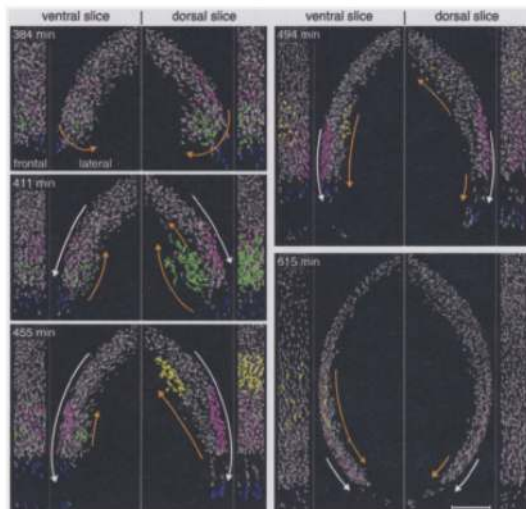 ventral slice dorsal slice
384 min
frontal lateral
411 min
455 min
ventral slice dorsal slice
494 min
615 min